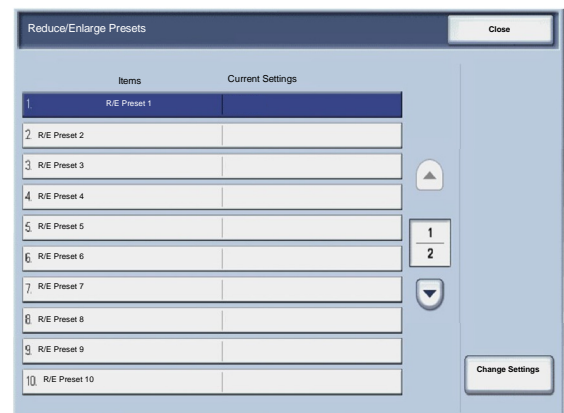 Reduce/Enlarge Presets
Close
Items Current Settings
1. R/E Preset 1
2. R/E Preset 2
3. R/E Preset 3
4. R/E Preset 4
5. R/E Preset 5
6. R/E Preset 6
7. R/E Preset 7
8. R/E Preset 8
9. R/E Preset 9
10. R/E Preset 10
1
2
Change Settings